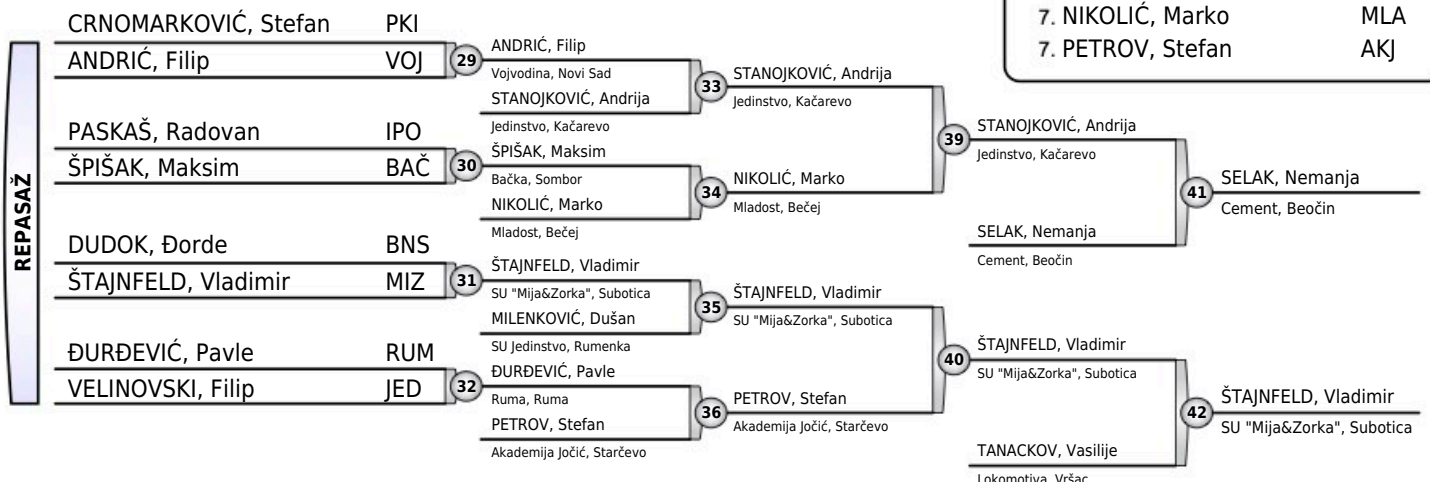 7. NIKOLIĆ, Marko MLA
7. PETROV, Stefan AKJ
REPASAŽ
CRNOMARKOVIĆ, Stefan PKI
ANDRIĆ, Filip VOJ
29
PASKAŠ, Radovan IPO
ŠPIŠAK, Maksim BAČ
30
DUDOK, Đorde BNS
ŠTAJNFELD, Vladimir MIZ
31
ĐURĐEVIĆ, Pavle RUM
VELINOVSKI, Filip JED
32
ANDRIĆ, Filip
Vojvodina, Novi Sad
STANOJKOVIĆ, Andrija
Jedinstvo, Kačarevo
33
ŠPIŠAK, Maksim
Bačka, Sombor
NIKOLIĆ, Marko
Mladost, Bečej
34
ŠTAJNFELD, Vladimir
SU "Mija&Zorka", Subotica
MILENKOVIĆ, Dušan
SU Jedinstvo, Rumenka
35
ĐURĐEVIĆ, Pavle
Ruma, Ruma
PETROV, Stefan
Akademija Jočić, Starčevo
36
STANOJKOVIĆ, Andrija
Jedinstvo, Kačarevo
NIKOLIĆ, Marko
Mladost, Bečej
39
ŠTAJNFELD, Vladimir
SU "Mija&Zorka", Subotica
PETROV, Stefan
Akademija Jočić, Starčevo
40
STANOJKOVIĆ, Andrija
Jedinstvo, Kačarevo
SELAK, Nemanja
Cement, Beočin
41
ŠTAJNFELD, Vladimir
SU "Mija&Zorka", Subotica
TANACKOV, Vasilije
Lokomotiva, Vršac
42
SELAK, Nemanja
Cement, Beočin
ŠTAJNFELD, Vladimir
SU "Mija&Zorka", Subotica